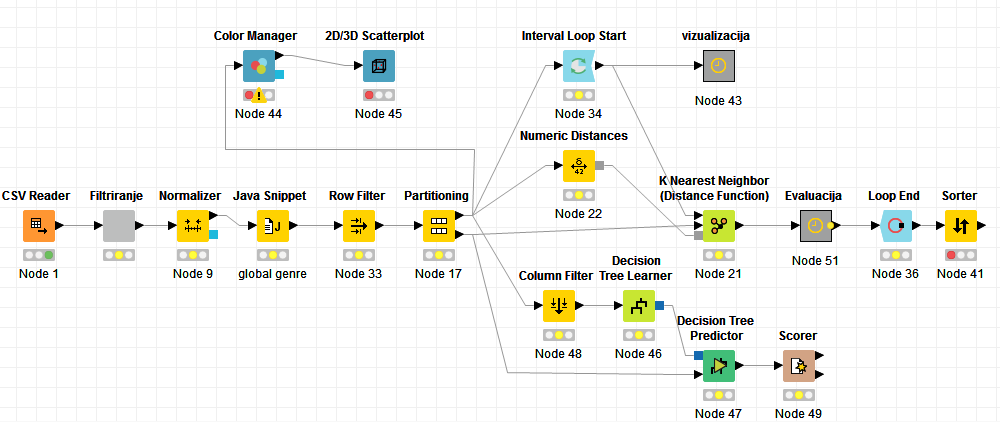 Color Manager
2D/3D Scatterplot
Interval Loop Start
vizualizacija
Node 44
Node 45
Node 34
Node 43
Numeric Distances
δ
42
Node 22
CSV Reader
Filtriranje
Normalizer
Java Snippet
Row Filter
Partitioning
K Nearest Neighbor
(Distance Function)
Evaluacija
Loop End
Sorter
J
Node 1
Node 9
global genre
Node 33
Node 17
Node 21
Node 51
Node 36
Node 41
Column Filter
Decision
Tree Learner
Node 48
Node 46
Decision Tree
Predictor
Scorer
Node 47
Node 49